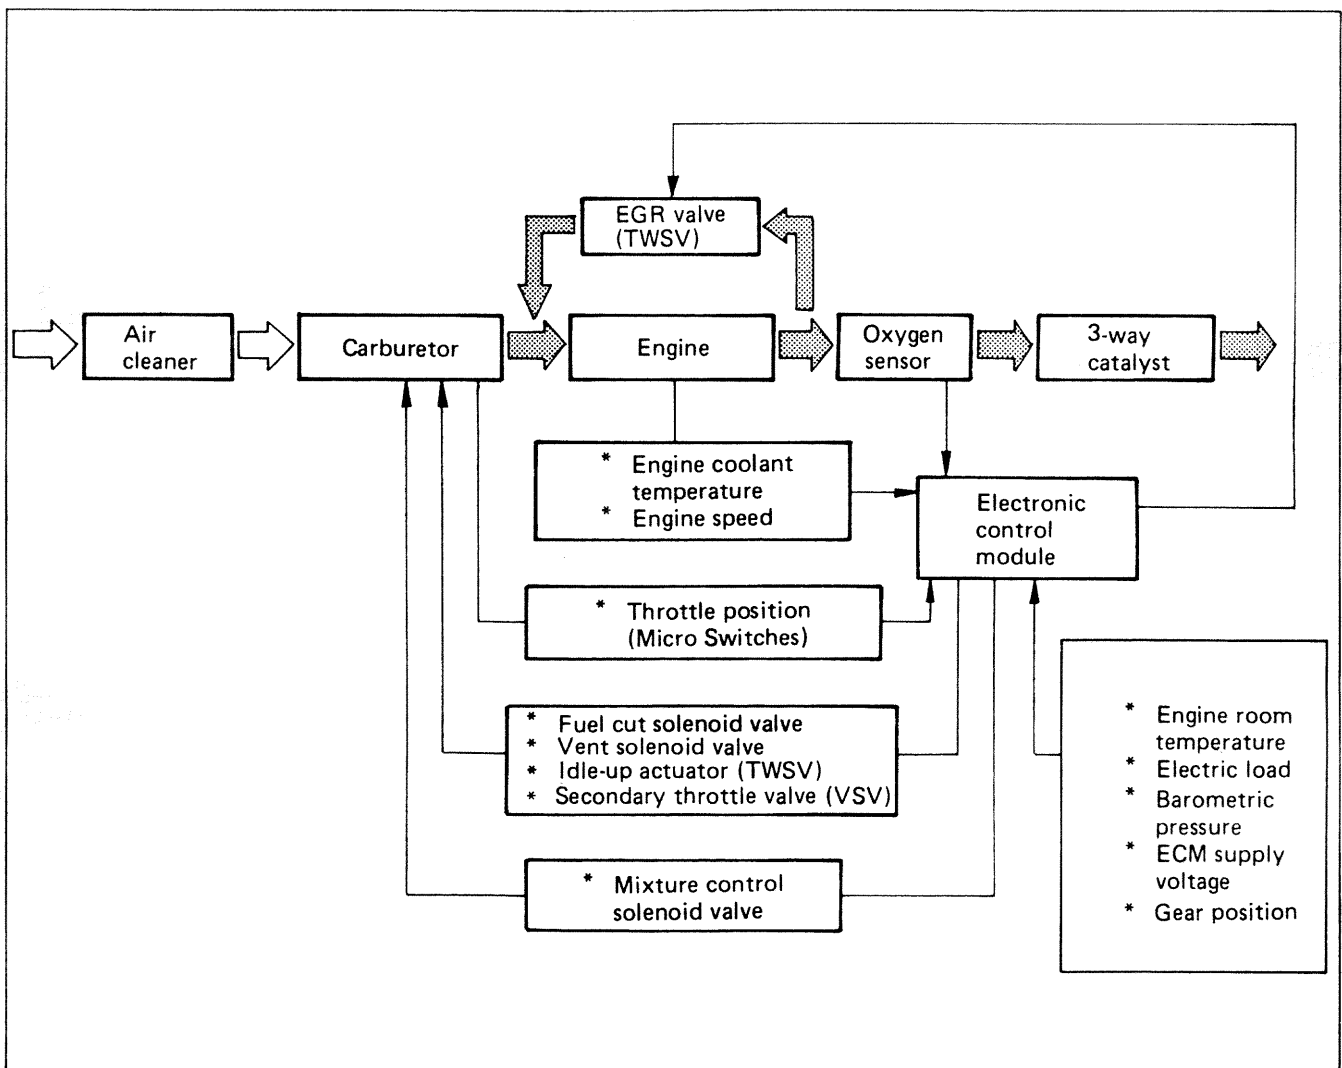 EGR valve
(TWSV)
Air
cleaner
Carburetor
Engine
Oxygen
sensor
3-way
catalyst
* Engine coolant
temperature
* Engine speed
Electronic
control
module
* Throttle position
(Micro Switches)
* Fuel cut solenoid valve
* Vent solenoid valve
* Idle-up actuator (TWSV)
* Secondary throttle valve (VSV)
* Mixture control
solenoid valve
* Engine room
temperature
* Electric load
* Barometric
pressure
* ECM supply
voltage
* Gear position